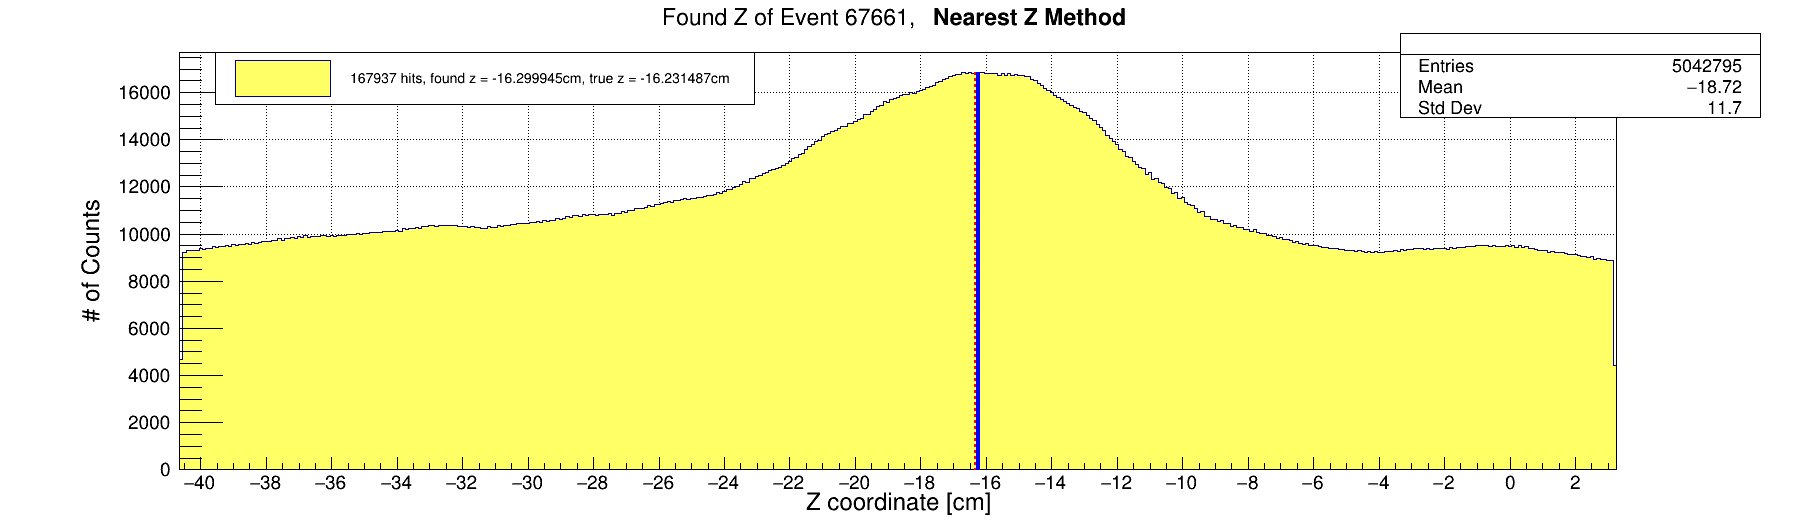 Found Z of Event 67661, Nearest Z Method
167937 hits, found z = -16.299945cm, true z = -16.231487cm
Entries 5042795
Mean −18.72
Std Dev 11.7
# of Counts
16000
14000
12000
10000
8000
6000
4000
2000
0
−40 −38 −36 −34 −32 −30 −28 −26 −24 −22 −20 −18 −16 −14 −12 −10 −8 −6 −4 −2 0 2
Z coordinate [cm]